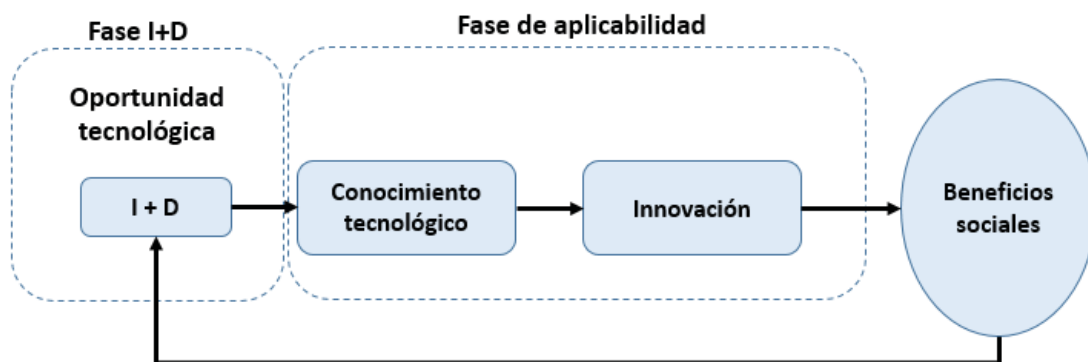 Fase I+D
Fase de aplicabilidad
Oportunidad
tecnológica
I + D
Conocimiento
tecnológico
Innovación
Beneficios
sociales